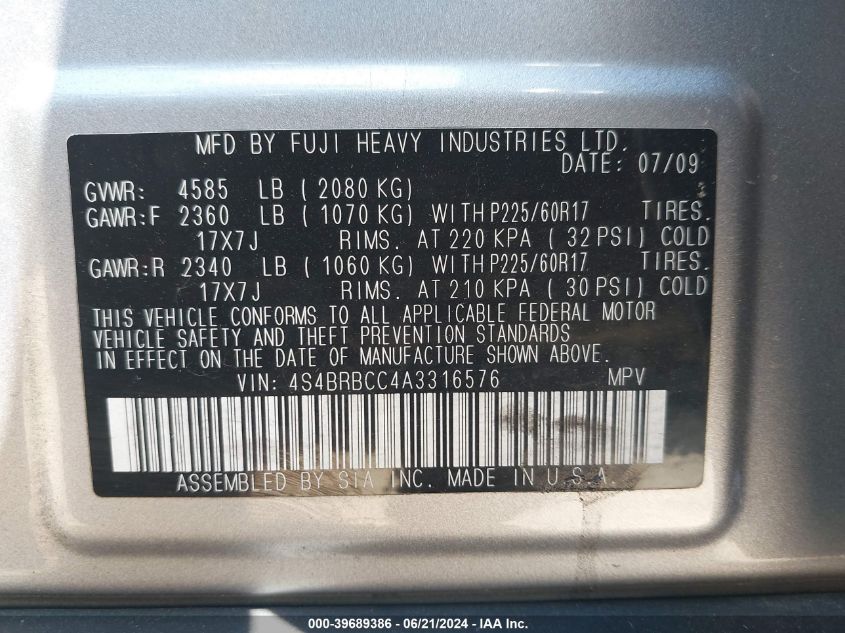 MFD BY FUJI HEAVY INDUSTRIES LTD.
DATE: 07/09
GVWR: 4585 LB ( 2080 KG)
GAWR:F 2360 LB ( 1070 KG) WITH P225/60R17 TIRES.
17X7J RIMS. AT 220 KPA ( 32 PSI) COLD
GAWR:R 2340 LB ( 1060 KG) WITH P225/60R17 TIRES.
17X7J RIMS. AT 210 KPA ( 30 PSI) COLD
THIS VEHICLE CONFORMS TO ALL APPLICABLE FEDERAL MOTOR
VEHICLE SAFETY AND THEFT PREVENTION STANDARDS
IN EFFECT ON THE DATE OF MANUFACTURE SHOWN ABOVE.
VIN: 4S4BRBCC4A3316576 MPV
ASSEMBLED BY SIA INC. MADE IN U.S.A.
000-39689386 - 06/21/2024 - IAA Inc.